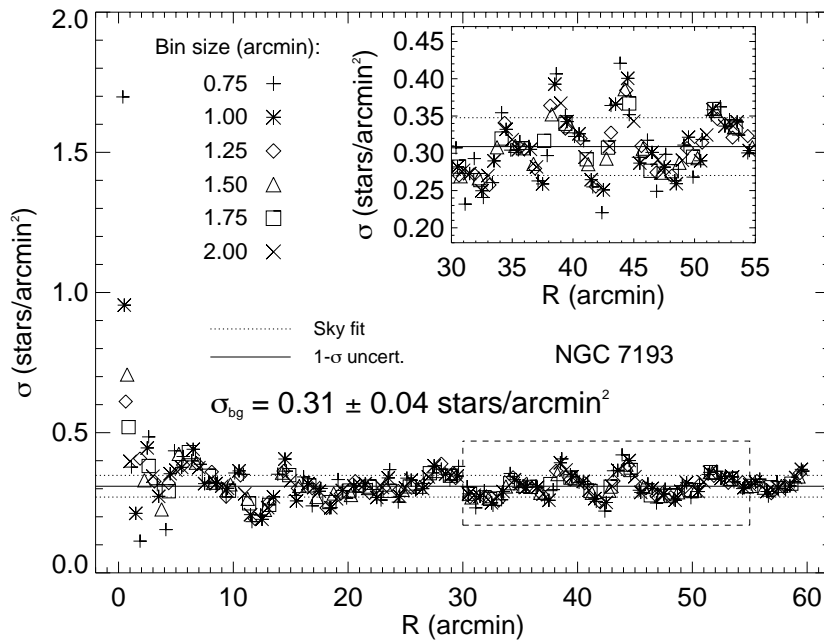 Bin size (arcmin):
0.75
1.00
1.25
1.50
1.75
2.00
2.0
1.5
1.0
0.5
0.0
σ (stars/arcmin²)
0 10 20 30 40 50 60
R (arcmin)
0.45
0.40
0.35
0.30
0.25
0.20
σ (stars/arcmin²)
30 35 40 45 50 55
R (arcmin)
Sky fit
1-σ uncert.
NGC 7193
σbg = 0.31 ± 0.04 stars/arcmin²